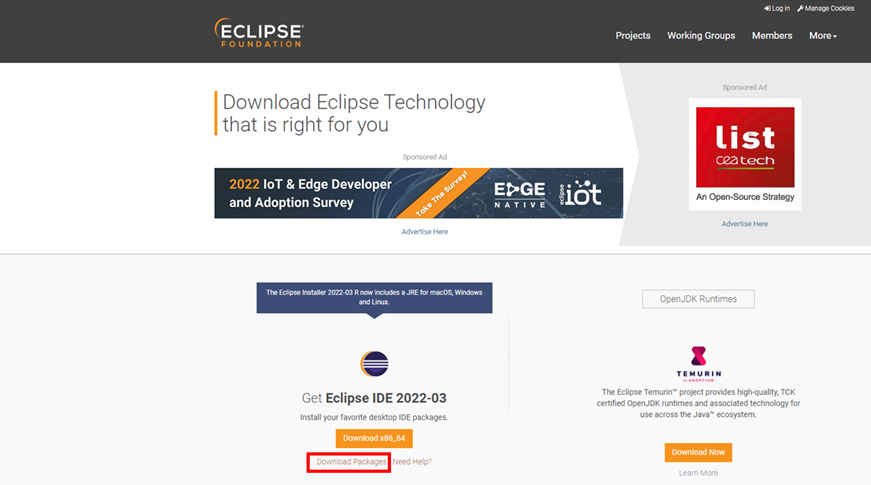 Log in Manage Cookies
ECLIPSE
FOUNDATION
Projects Working Groups Members More
Download Eclipse Technology
that is right for you
Sponsored Ad
2022 IoT & Edge Developer
and Adoption Survey
Take The Survey!
EDGE
NATIVE
eclipse
iot
Advertise Here
Sponsored Ad
list
ceatech
An Open-Source Strategy
Advertise Here
The Eclipse Installer 2022-03 R now includes a JRE for macOS, Windows
and Linux.
Get Eclipse IDE 2022-03
Install your favorite desktop IDE packages.
Download x86_64
Download Packages Need Help?
OpenJDK Runtimes
TEMURIN
by ADOPTIUM
The Eclipse Temurin™ project provides high-quality, TCK
certified OpenJDK runtimes and associated technology for
use across the Java™ ecosystem.
Download Now
Learn More